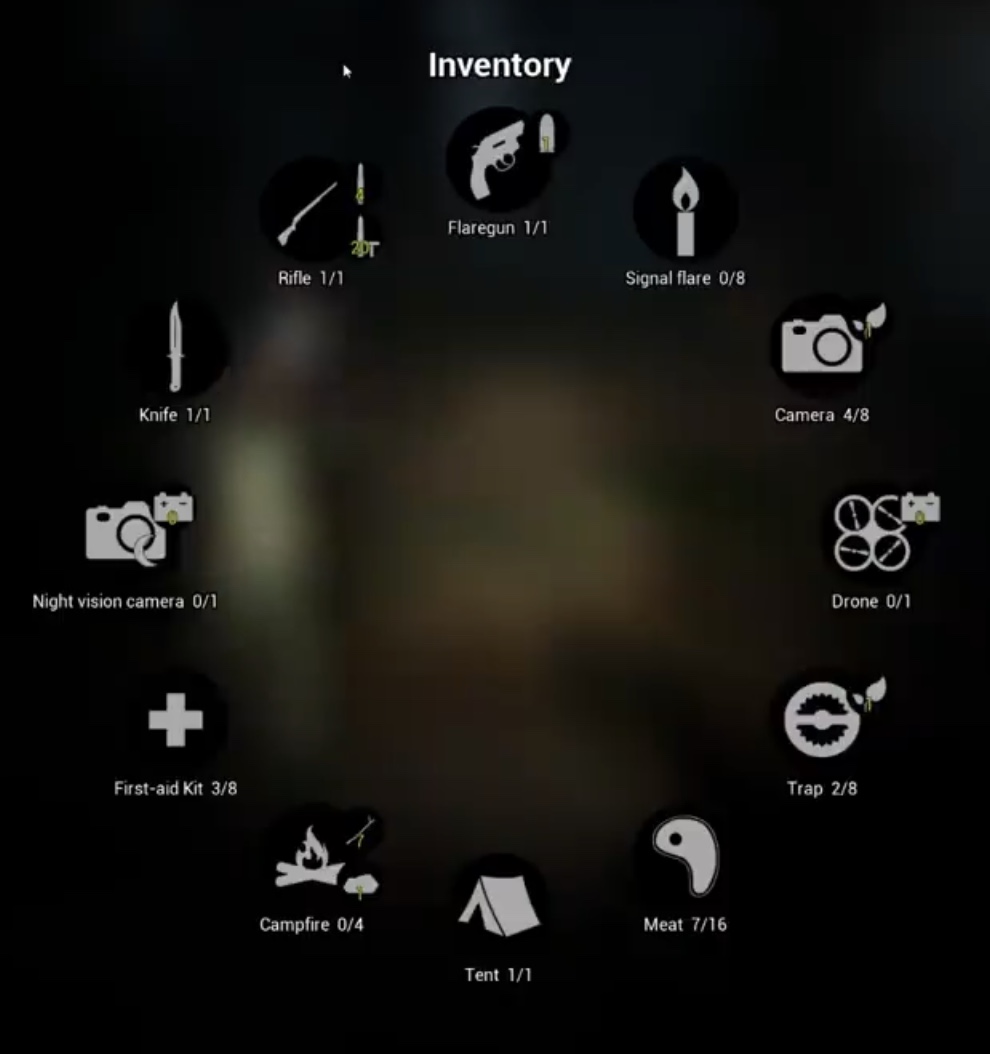 Inventory
Flaregun 1/1
Rifle 1/1
Signal flare 0/8
Knife 1/1
Camera 4/8
Night vision camera 0/1
Drone 0/1
First-aid Kit 3/8
Trap 2/8
Campfire 0/4
Meat 7/16
Tent 1/1